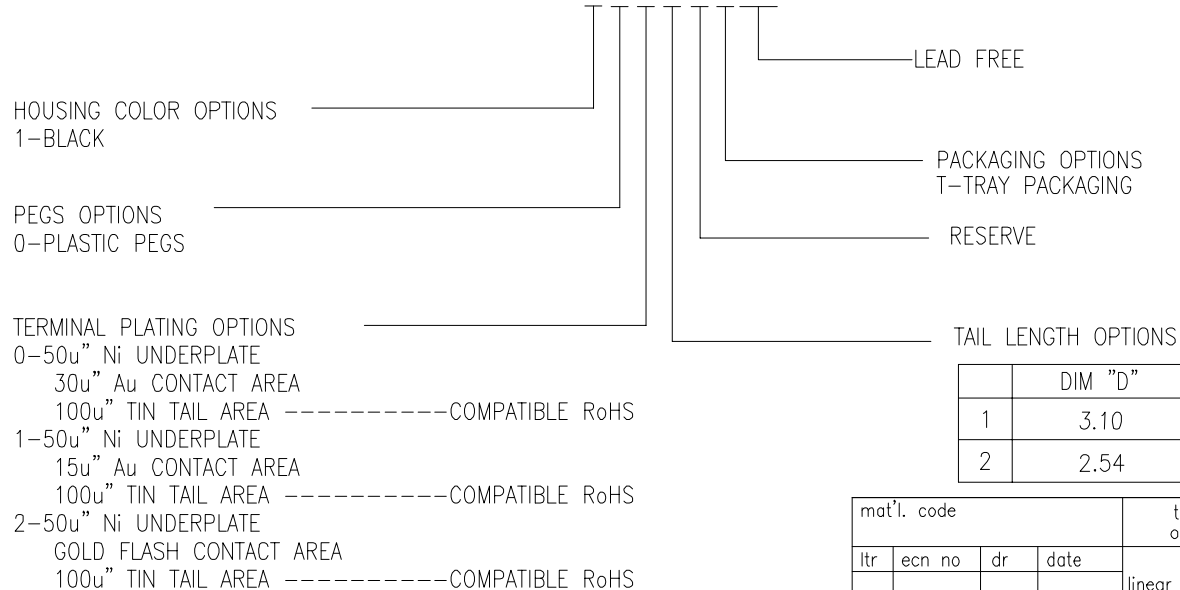 LEAD FREE
HOUSING COLOR OPTIONS
1-BLACK
PACKAGING OPTIONS
T-TRAY PACKAGING
PEGS OPTIONS
0-PLASTIC PEGS
RESERVE
TERMINAL PLATING OPTIONS
0-50u" Ni UNDERPLATE
30u" Au CONTACT AREA
100u" TIN TAIL AREA ----------COMPATIBLE RoHS
1-50u" Ni UNDERPLATE
15u" Au CONTACT AREA
100u" TIN TAIL AREA ----------COMPATIBLE RoHS
2-50u" Ni UNDERPLATE
GOLD FLASH CONTACT AREA
100u" TIN TAIL AREA ----------COMPATIBLE RoHS
TAIL LENGTH OPTIONS
DIM "D"
1 3.10
2 2.54
mat'l. code
ltr ecn no dr date
linear